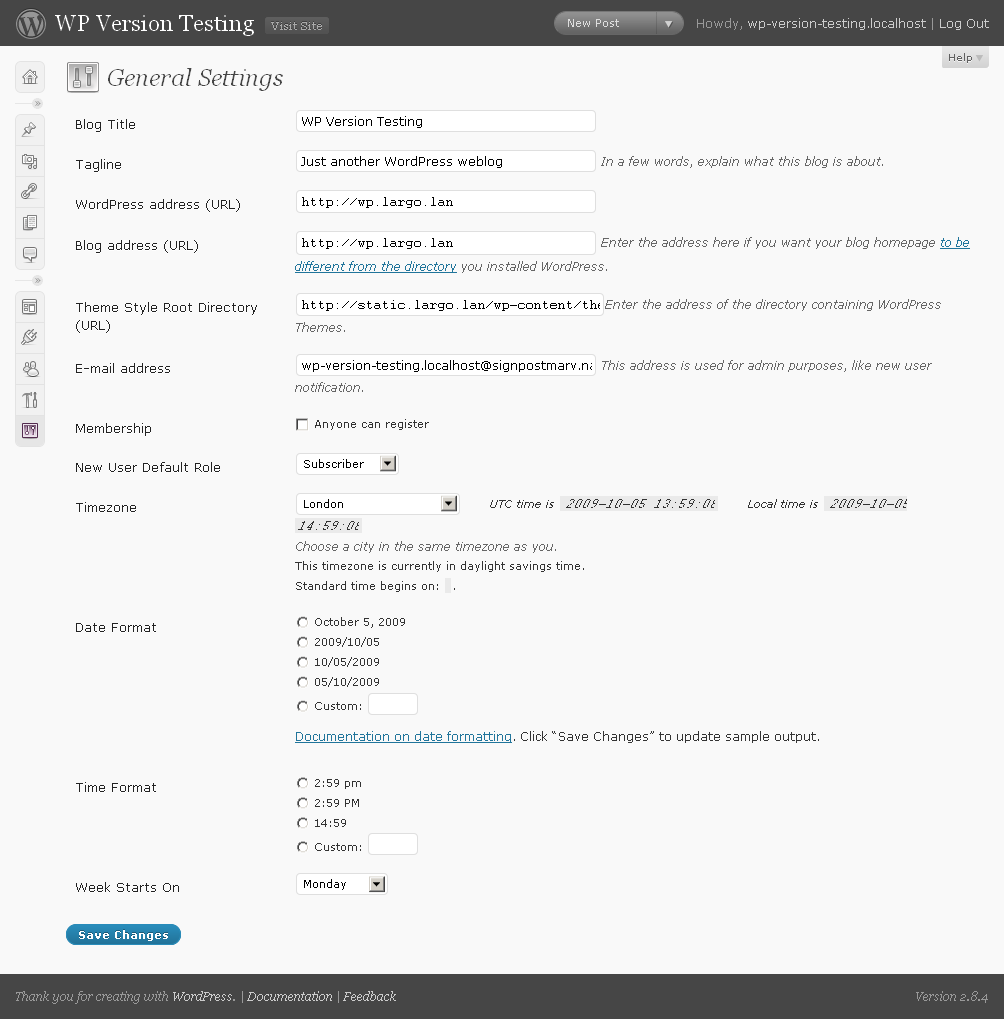 WP Version Testing Visit Site New Post Howdy, wp-version-testing.localhost | Log Out
Help
General Settings
Blog Title WP Version Testing
Tagline Just another WordPress weblog In a few words, explain what this blog is about.
WordPress address (URL) http://wp.largo.lan
Blog address (URL) http://wp.largo.lan Enter the address here if you want your blog homepage to be
different from the directory you installed WordPress.
Theme Style Root Directory http://static.largo.lan/wp-content/the Enter the address of the directory containing WordPress
(URL) Themes.
E-mail address wp-version-testing.localhost@signpostmarv.na This address is used for admin purposes, like new user
notification.
Membership Anyone can register
New User Default Role Subscriber
Timezone London UTC time is 2009-10-05 13:59:08 Local time is 2009-10-05
14:59:08
Choose a city in the same timezone as you.
This timezone is currently in daylight savings time.
Standard time begins on: .
Date Format October 5, 2009
2009/10/05
10/05/2009
05/10/2009
Custom:
Documentation on date formatting. Click “Save Changes” to update sample output.
Time Format 2:59 pm
2:59 PM
14:59
Custom:
Week Starts On Monday
Save Changes
Thank you for creating with WordPress. | Documentation | Feedback Version 2.8.4